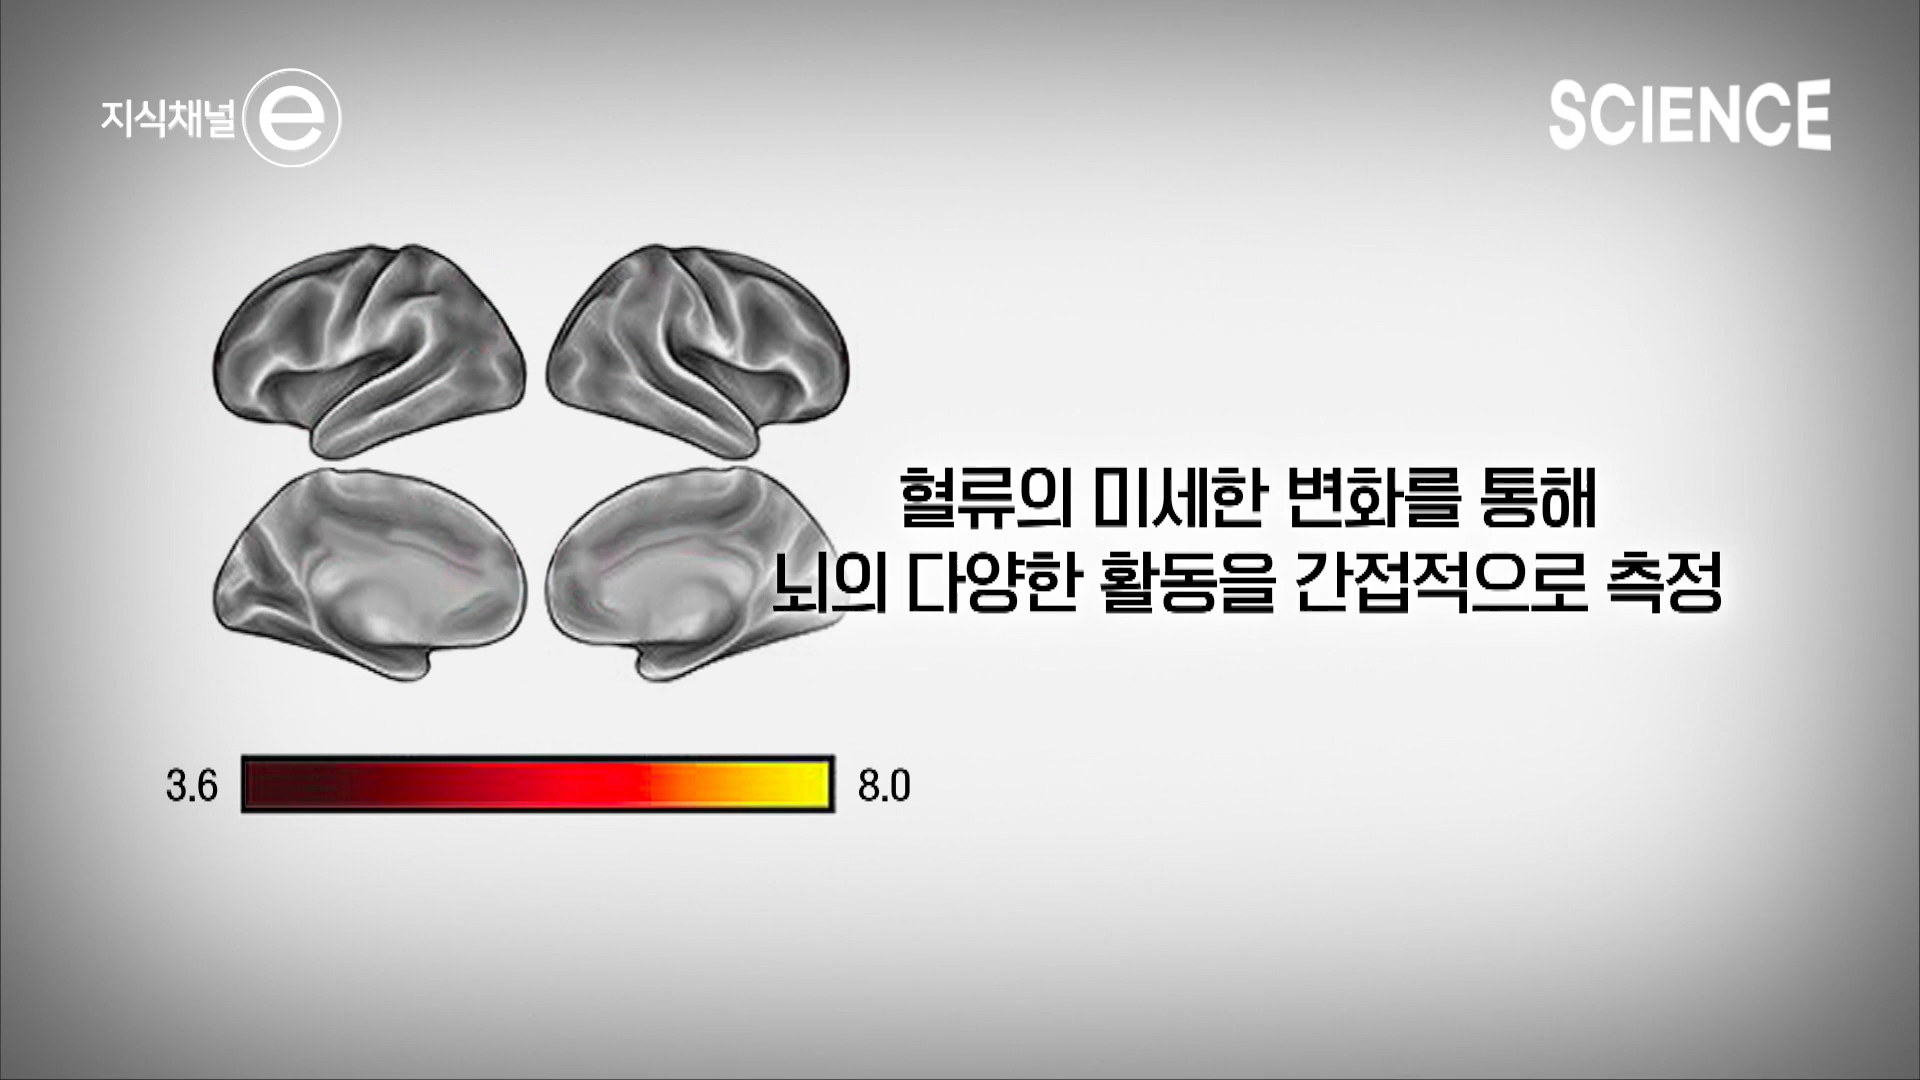 지식채널 e
SCIENCE
혈류의 미세한 변화를 통해
뇌의 다양한 활동을 간접적으로 측정
3.6
8.0